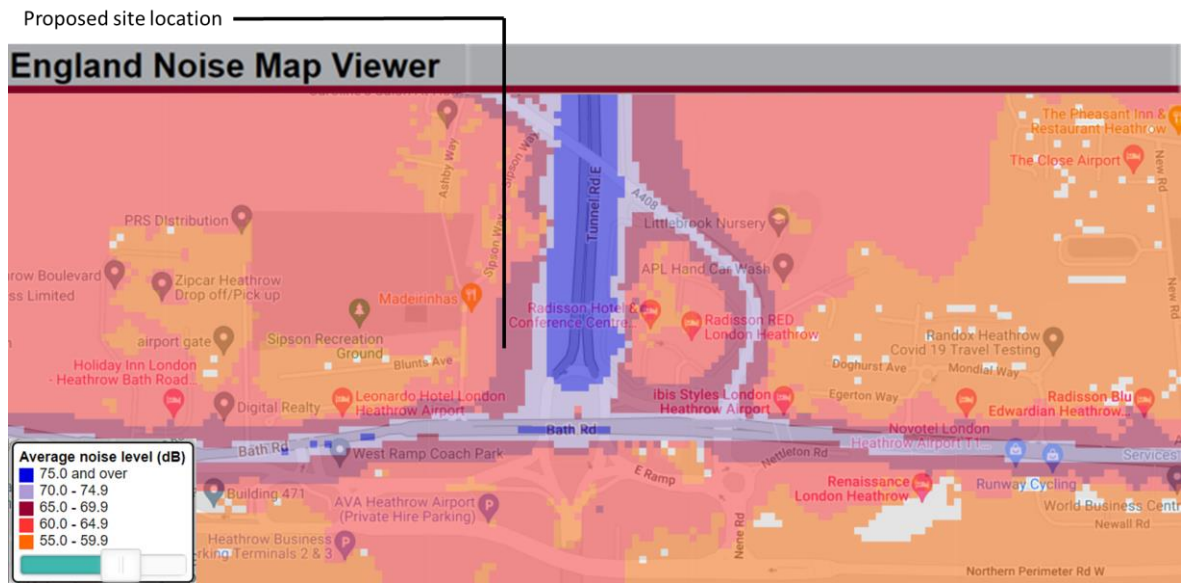 Proposed site location
England Noise Map Viewer
Ashby Way
Sipson Way
Sipson Way
Tunnel Rd E
A408
The Pheasant Inn &
Restaurant Heathrow
The Close Airport
New Rd
New Rd
PRS Distribution
Littlebrook Nursery
row Boulevard
ss Limited
Zipcar Heathrow
Drop off/Pick up
APL Hand Car Wash
Madeirinhas
Radisson Hotel &
Conference Centre...
Radisson RED
London Heathrow
Sipson Recreation
Ground
airport gate
Blunts Ave
Randox Heathrow
Covid 19 Travel Testing
Doghurst Ave
Mondial Way
Holiday Inn London
- Heathrow Bath Road...
Digital Realty
Leonardo Hotel London
Heathrow Airport
ibis Styles London
Heathrow Airport
Egerton Way
Radisson Blu
Edwardian Heathrow...
Novotel London
Heathrow Airport T1...
Bath Rd
Bath Rd
West Ramp Coach Park
Nettleton Rd
E Ramp
Services
Runway Cycling
Renaissance
London Heathrow
World Business Centr
Newall Rd
Building 471
AVA Heathrow Airport
(Private Hire Parking)
Nene Rd
Heathrow Business
rking Terminals 2 & 3
Northern Perimeter Rd W
Average noise level (dB)
75.0 and over
70.0 - 74.9
65.0 - 69.9
60.0 - 64.9
55.0 - 59.9